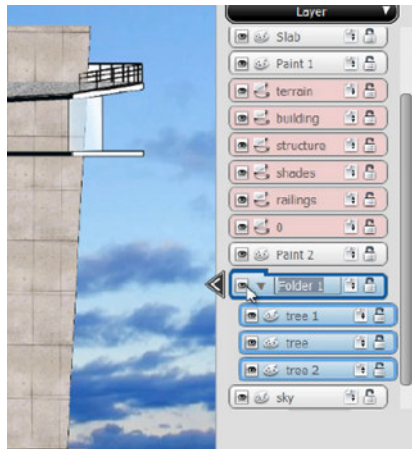 Layer
Slab
Paint 1
terrain
building
structure
shades
railings
0
Paint 2
Folder 1
tree 1
tree
tree 2
sky